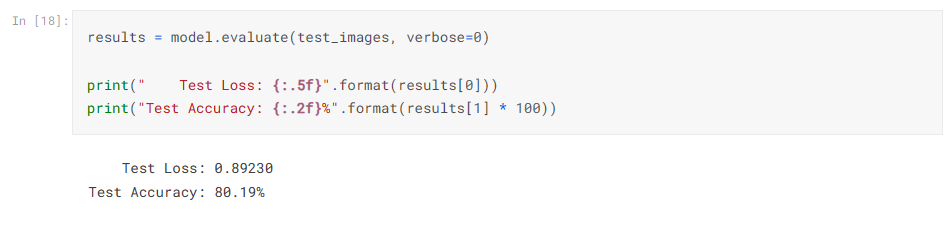 In [18]:
results = model.evaluate(test_images, verbose=0)
print("    Test Loss: {:.5f}".format(results[0]))
print("Test Accuracy: {:.2f}%".format(results[1] * 100))
    Test Loss: 0.89230
Test Accuracy: 80.19%